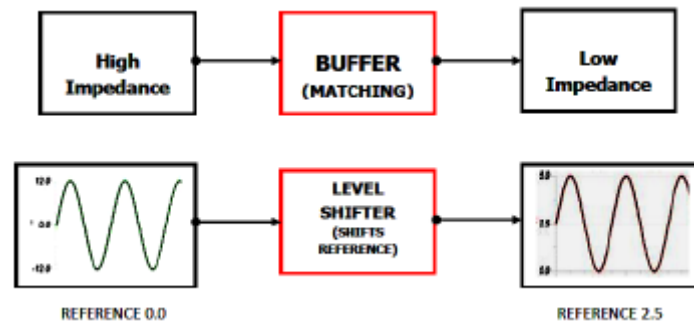 High
Impedance
BUFFER
(MATCHING)
Low
Impedance
12.0
0.0
-12.0
LEVEL
SHIFTER
(SHIFTS
REFERENCE)
5.0
2.5
0.0
REFERENCE 0.0
REFERENCE 2.5